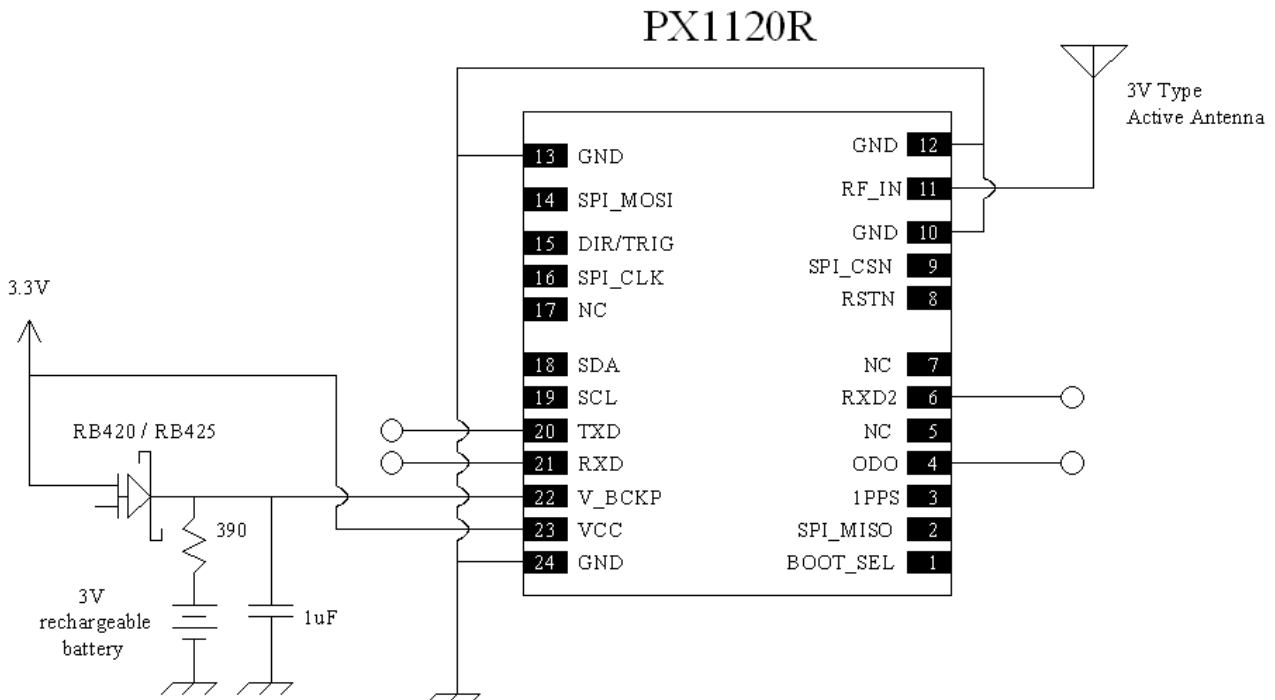 PX1120R
3V Type
Active Antenna
13 GND
14 SPI_MOSI
15 DIR/TRIG
16 SPI_CLK
17 NC
18 SDA
19 SCL
20 TXD
21 RXD
22 V_BCKP
23 VCC
24 GND
GND 12
RF_IN 11
GND 10
SPI_CSN 9
RSTN 8
NC 7
RXD2 6
NC 5
ODO 4
1PPS 3
SPI_MISO 2
BOOT_SEL 1
3.3V
RB420 / RB425
390
3V
rechargeable
battery
1uF